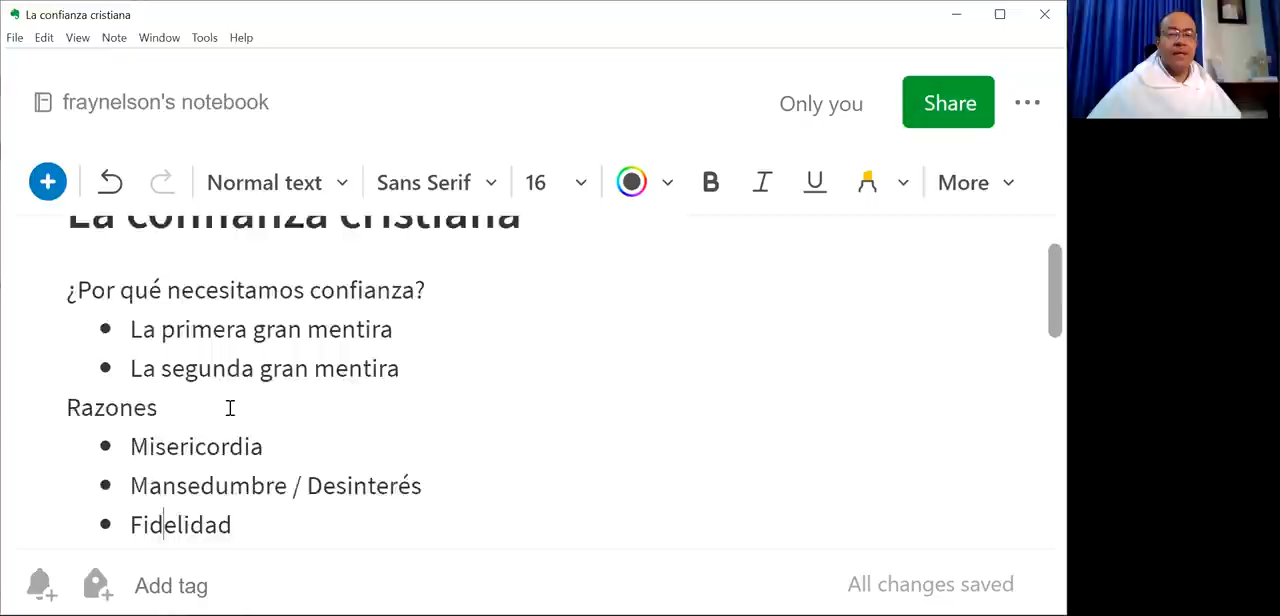 La confianza cristiana
File Edit View Note Window Tools Help
fraynelson's notebook
Only you Share
Normal text Sans Serif 16 B I U More
La confianza cristiana
¿Por qué necesitamos confianza?
La primera gran mentira
La segunda gran mentira
Razones
Misericordia
Mansedumbre / Desinterés
Fidelidad
Add tag
All changes saved